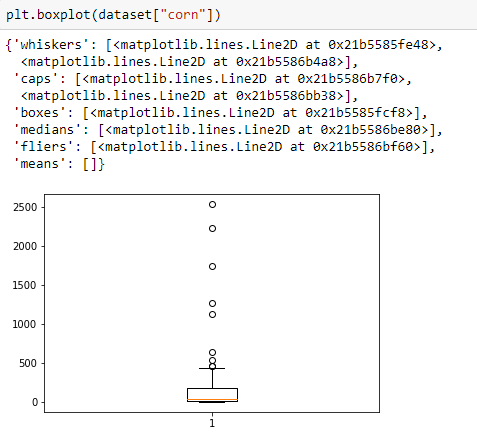 plt.boxplot(dataset["corn"])
{'whiskers': [<matplotlib.lines.Line2D at 0x21b5585fe48>,
<matplotlib.lines.Line2D at 0x21b5586b4a8>],
'caps': [<matplotlib.lines.Line2D at 0x21b5586b7f0>,
<matplotlib.lines.Line2D at 0x21b5586bb38>],
'boxes': [<matplotlib.lines.Line2D at 0x21b5585fcf8>],
'medians': [<matplotlib.lines.Line2D at 0x21b5586be80>],
'fliers': [<matplotlib.lines.Line2D at 0x21b5586bf60>],
'means': []}
2500
2000
1500
1000
500
0
1